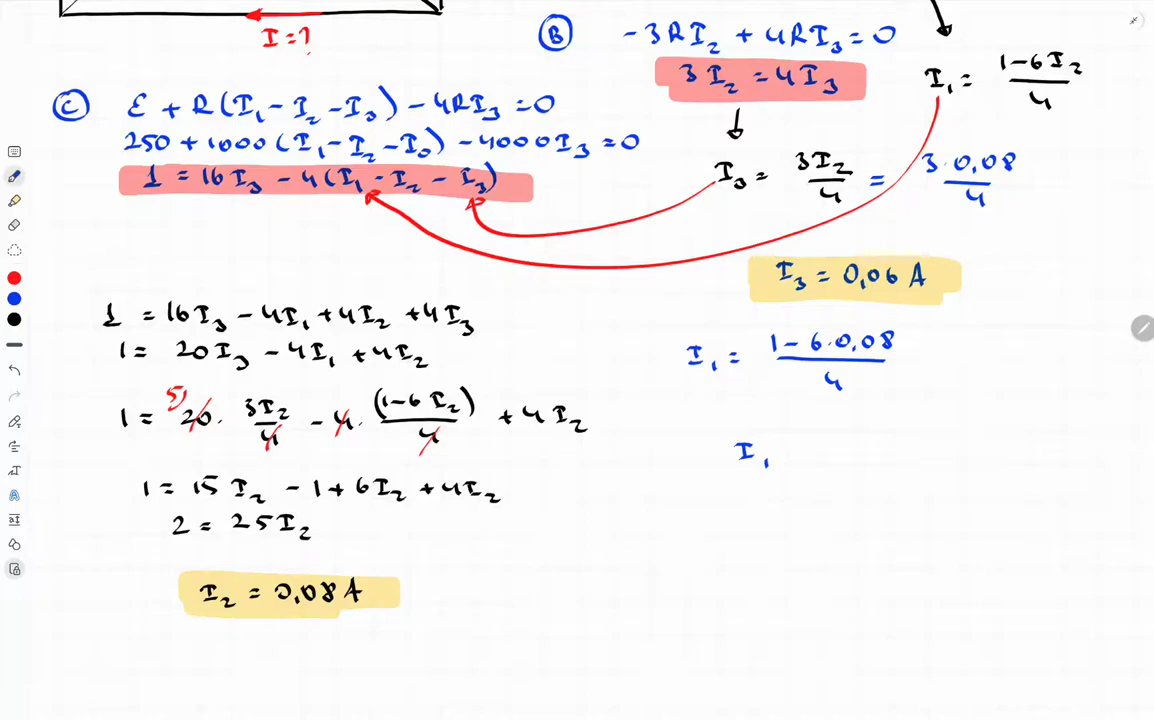 I = ?
Ⓑ -3RI₂ + 4RI₃ = 0
3I₂ = 4I₃
I₁ = (1-6I₂)/4
Ⓒ ε + R(I₁ - I₂ - I₃) - 4RI₃ = 0
250 + 1000(I₁ - I₂ - I₃) - 4000I₃ = 0
1 = 16I₃ - 4(I₁ - I₂ - I₃)
I₃ = 3I₂/4 = 3·0,08/4
I₃ = 0,06 A
1 = 16I₃ - 4I₁ + 4I₂ + 4I₃
1 = 20I₃ - 4I₁ + 4I₂
5
1 = 20 · 3I₂/4 - 4 · (1-6I₂)/4 + 4I₂
1 = 15I₂ - 1 + 6I₂ + 4I₂
2 = 25I₂
I₂ = 0,08 A
I₁ = (1-6·0,08)/4
I₁